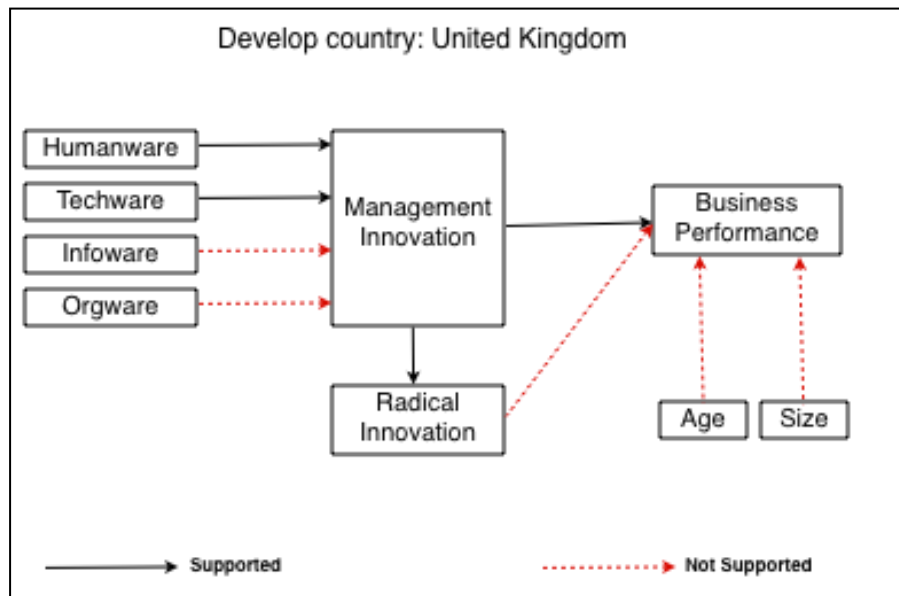 Develop country: United Kingdom
Humanware
Techware
Infoware
Orgware
Management
Innovation
Radical
Innovation
Business
Performance
Age
Size
Supported
Not Supported